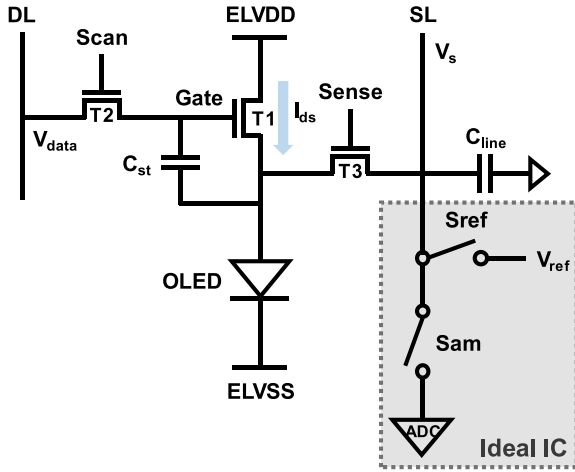 DL
ELVDD
SL
Scan
Vs
Gate
T1
Ids
Sense
T2
Vdata
Cst
T3
Cline
Sref
Vref
OLED
Sam
ELVSS
ADC
Ideal IC